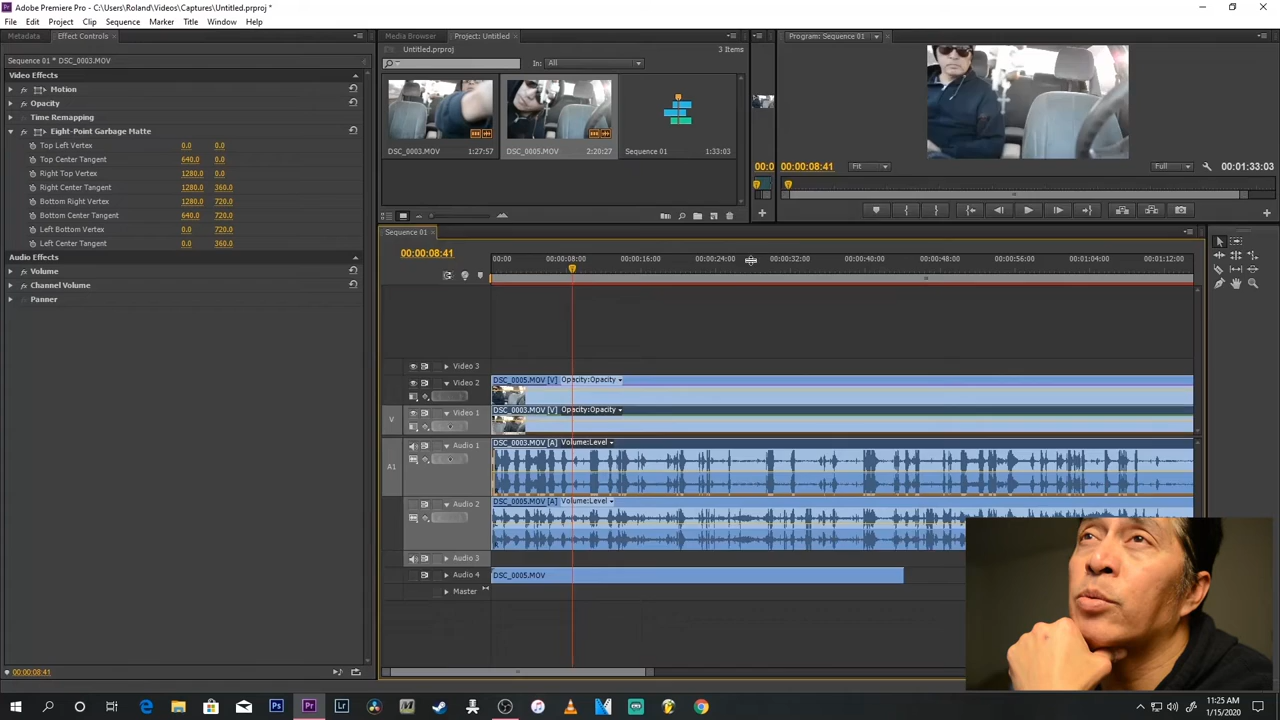 Adobe Premiere Pro - C:\Users\Roland\Videos\Captures\Untitled.prproj *
File Edit Project Clip Sequence Marker Title Window Help
Metadata Effect Controls
Sequence 01 * DSC_0003.MOV
Video Effects
Motion
Opacity
Time Remapping
Eight-Point Garbage Matte
Top Left Vertex 0.0 0.0
Top Center Tangent 640.0 0.0
Right Top Vertex 1280.0 0.0
Right Center Tangent 1280.0 360.0
Bottom Right Vertex 1280.0 720.0
Bottom Center Tangent 640.0 720.0
Left Bottom Vertex 0.0 720.0
Left Center Tangent 0.0 360.0
Audio Effects
Volume
Channel Volume
Panner
00:00:08:41
Media Browser Project: Untitled
Untitled.prproj 3 Items
In: All
DSC_0003.MOV 1:27:57
DSC_0005.MOV 2:20:27
Sequence 01 1:33:03
00:0
Program: Sequence 01
00:00:08:41 Fit Full 00:01:33:03
Sequence 01
00:00:08:41
00:00 00:00:08:00 00:00:16:00 00:00:24:00 00:00:32:00 00:00:40:00 00:00:48:00 00:00:56:00 00:01:04:00 00:01:12:00
Video 3
Video 2 DSC_0005.MOV [V] Opacity:Opacity
V Video 1 DSC_0003.MOV [V] Opacity:Opacity
A1 Audio 1 DSC_0003.MOV [A] Volume:Level
Audio 2 DSC_0005.MOV [A] Volume:Level
Audio 3
Audio 4 DSC_0005.MOV
Master
11:25 AM
1/15/2020